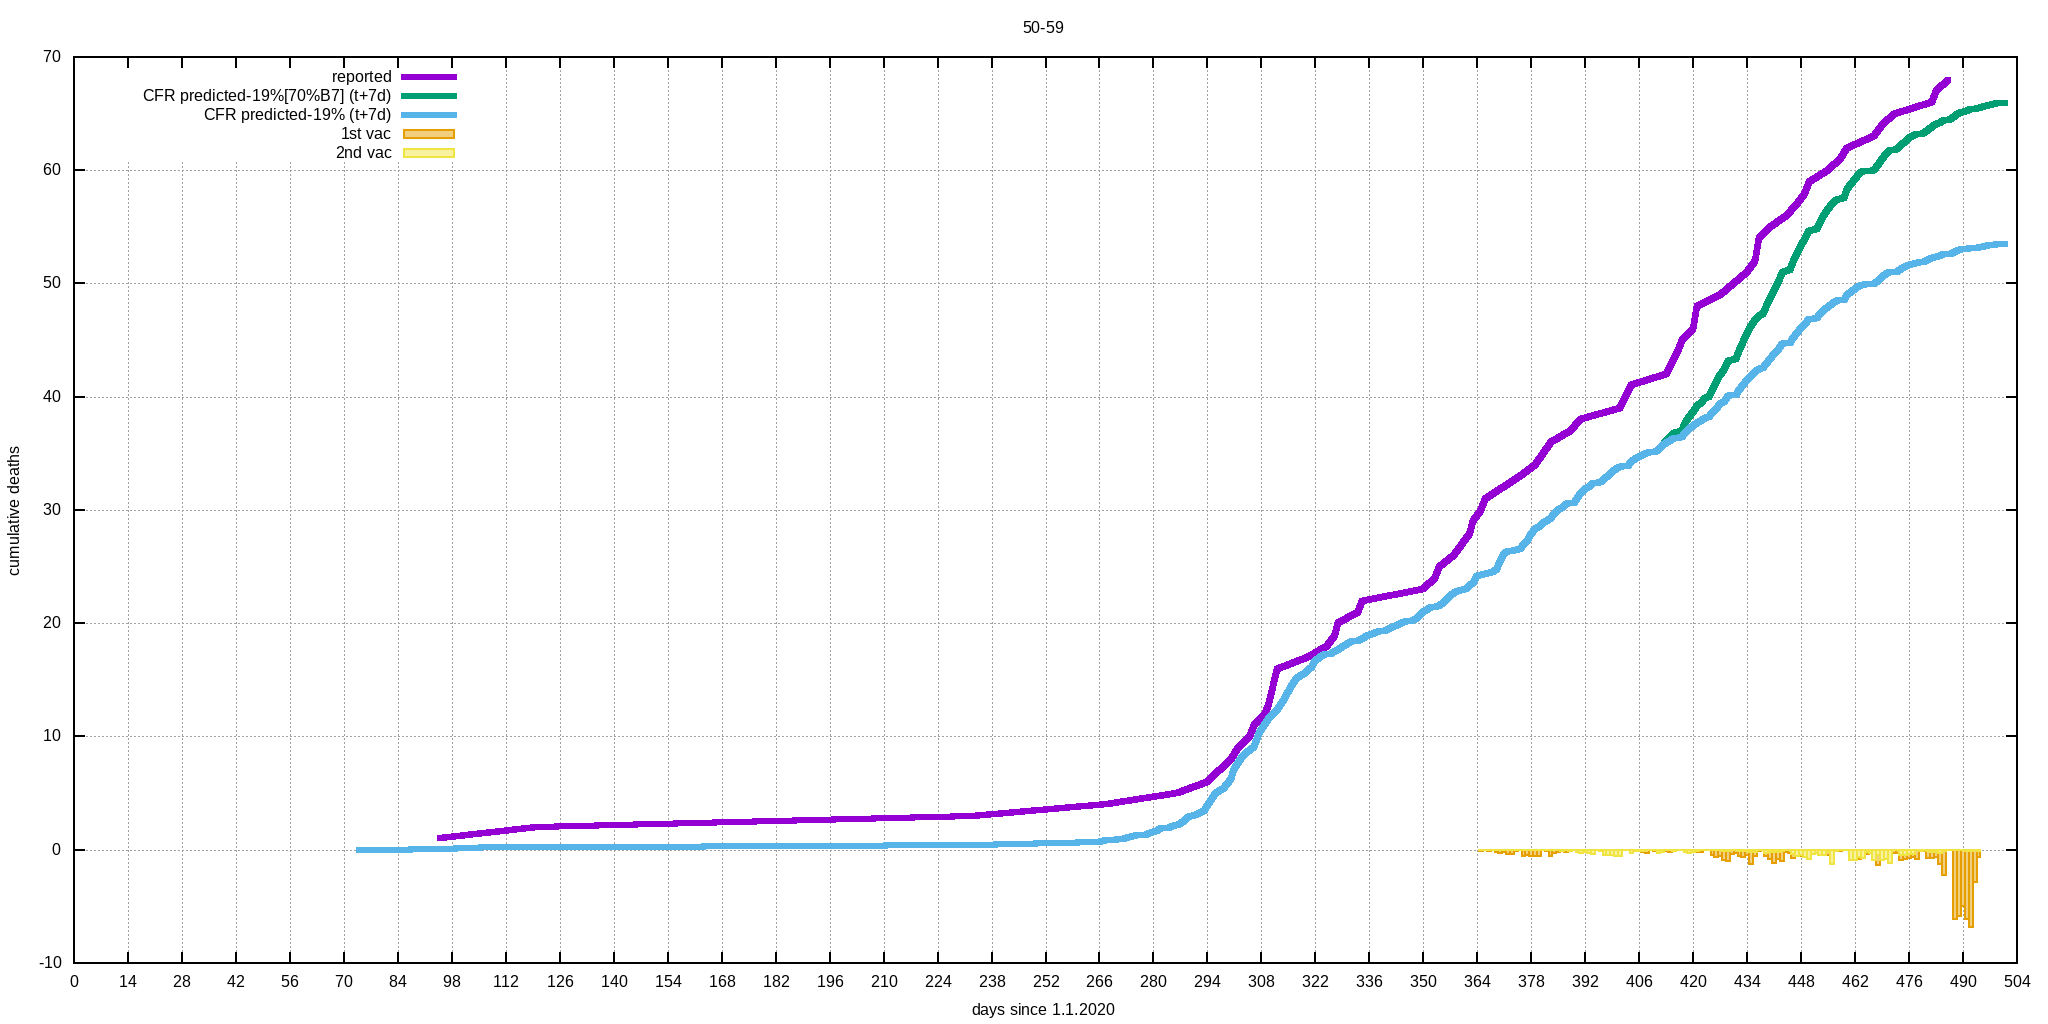 50-59
70
60
50
40
30
20
10
0
-10
cumulative deaths
reported
CFR predicted-19%[70%B7] (t+7d)
CFR predicted-19% (t+7d)
1st vac
2nd vac
0 14 28 42 56 70 84 98 112 126 140 154 168 182 196 210 224 238 252 266 280 294 308 322 336 350 364 378 392 406 420 434 448 462 476 490 504
days since 1.1.2020